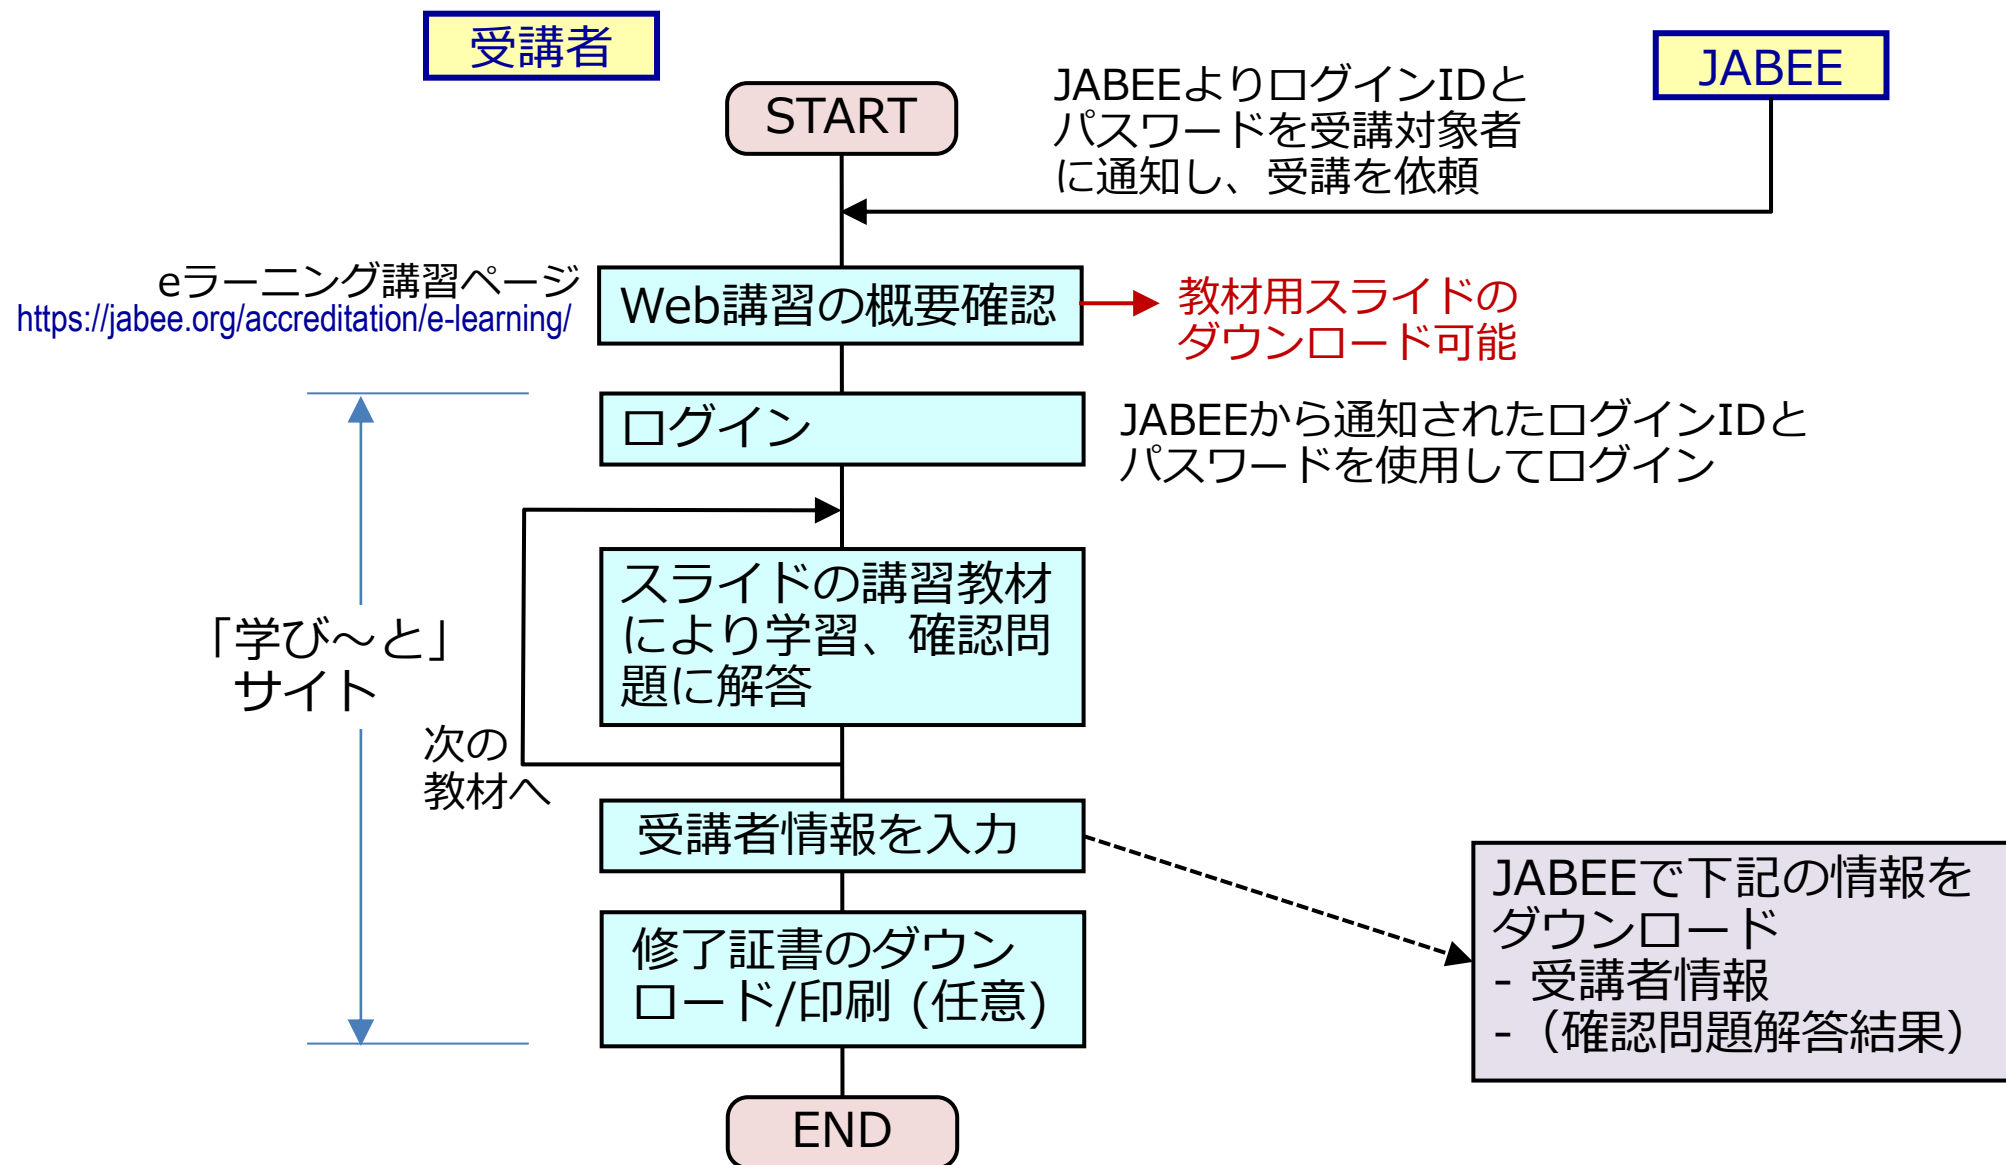 受講者
JABEE
START
JABEEよりログインIDと
パスワードを受講対象者
に通知し、受講を依頼
eラーニング講習ページ
https://jabee.org/accreditation/e-learning/
Web講習の概要確認
教材用スライドの
ダウンロード可能
ログイン
JABEEから通知されたログインIDと
パスワードを使用してログイン
スライドの講習教材
により学習、確認問
題に解答
「学び～と」
サイト
次の
教材へ
受講者情報を入力
JABEEで下記の情報を
ダウンロード
- 受講者情報
-（確認問題解答結果）
修了証書のダウン
ロード/印刷 (任意)
END